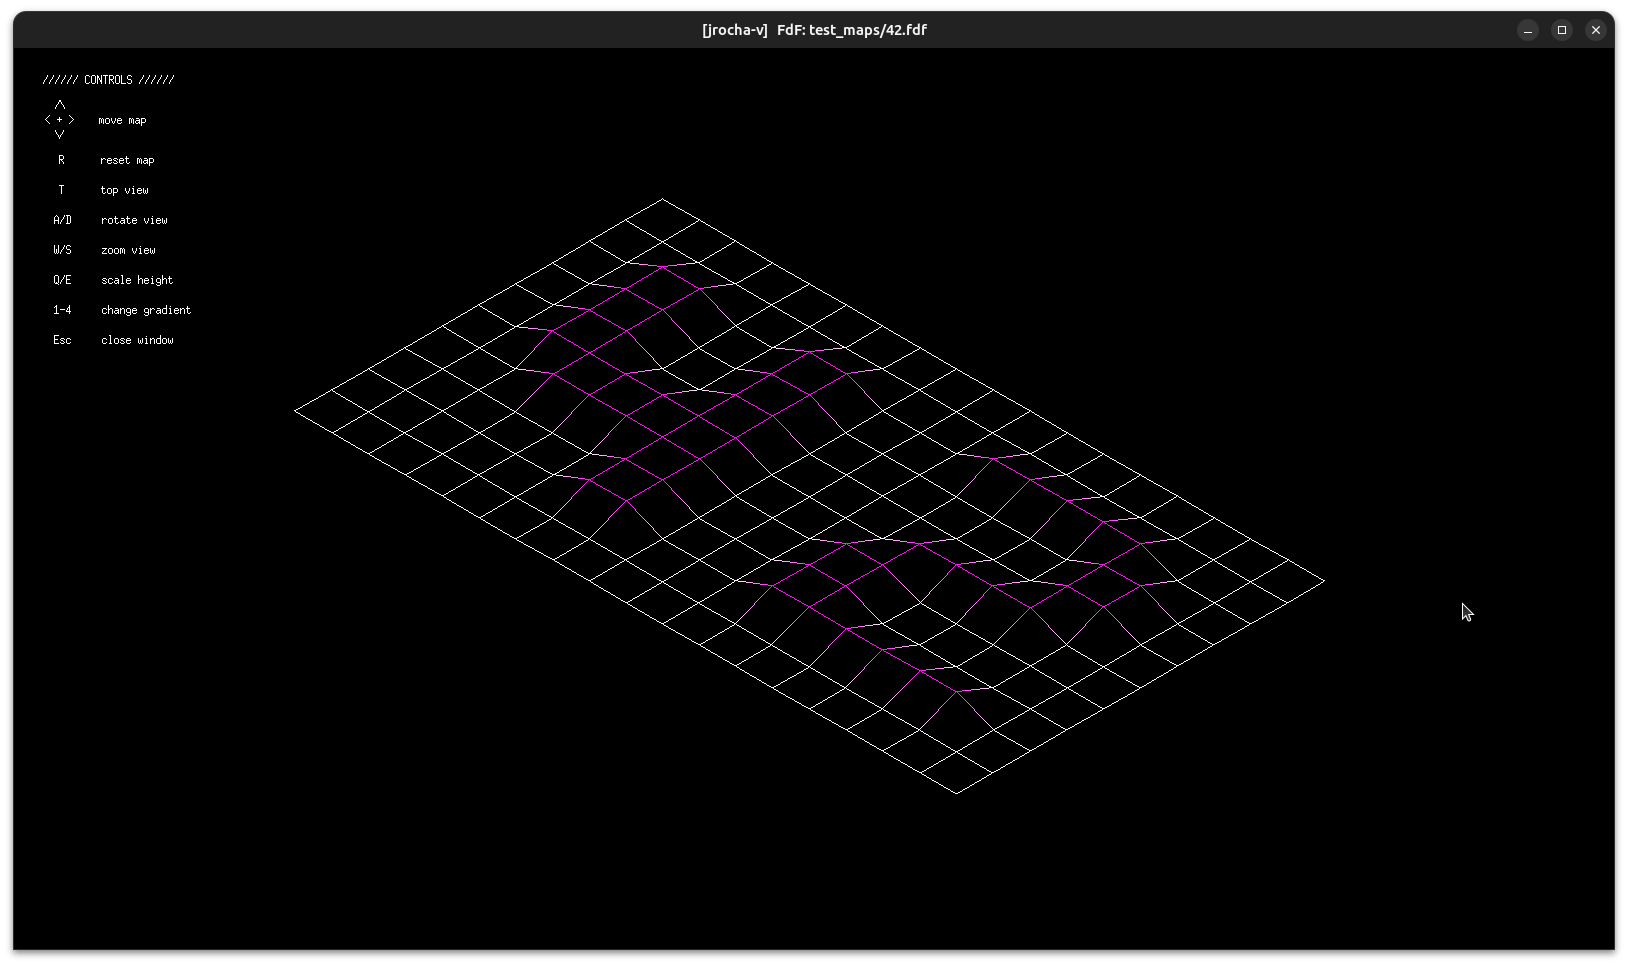 [jrocha-v] FdF: test_maps/42.fdf
////// CONTROLS //////
< + > move map
R reset map
T top view
A/D rotate view
W/S zoom view
Q/E scale height
1-4 change gradient
Esc close window